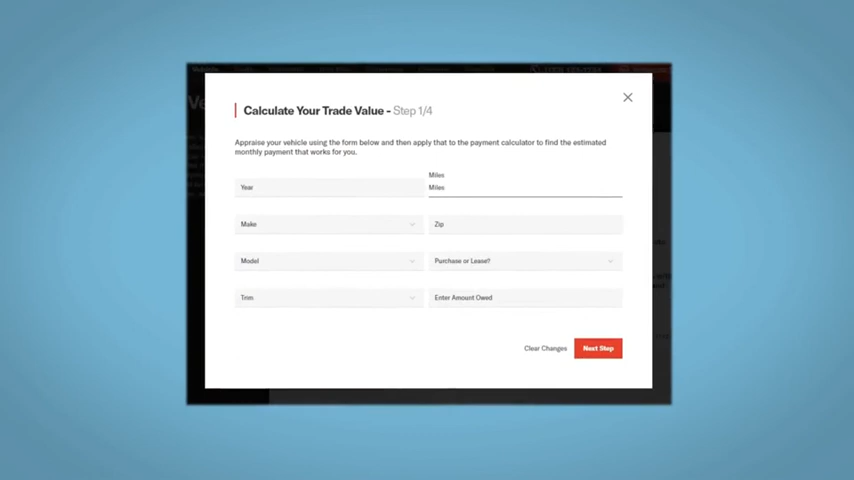 Calculate Your Trade Value - Step 1/4
Appraise your vehicle using the form below and then apply that to the payment calculator to find the estimated
monthly payment that works for you.
Miles
Year
Miles
Make
Zip
Model
Purchase or Lease?
Trim
Enter Amount Owed
Clear Changes
Next Step